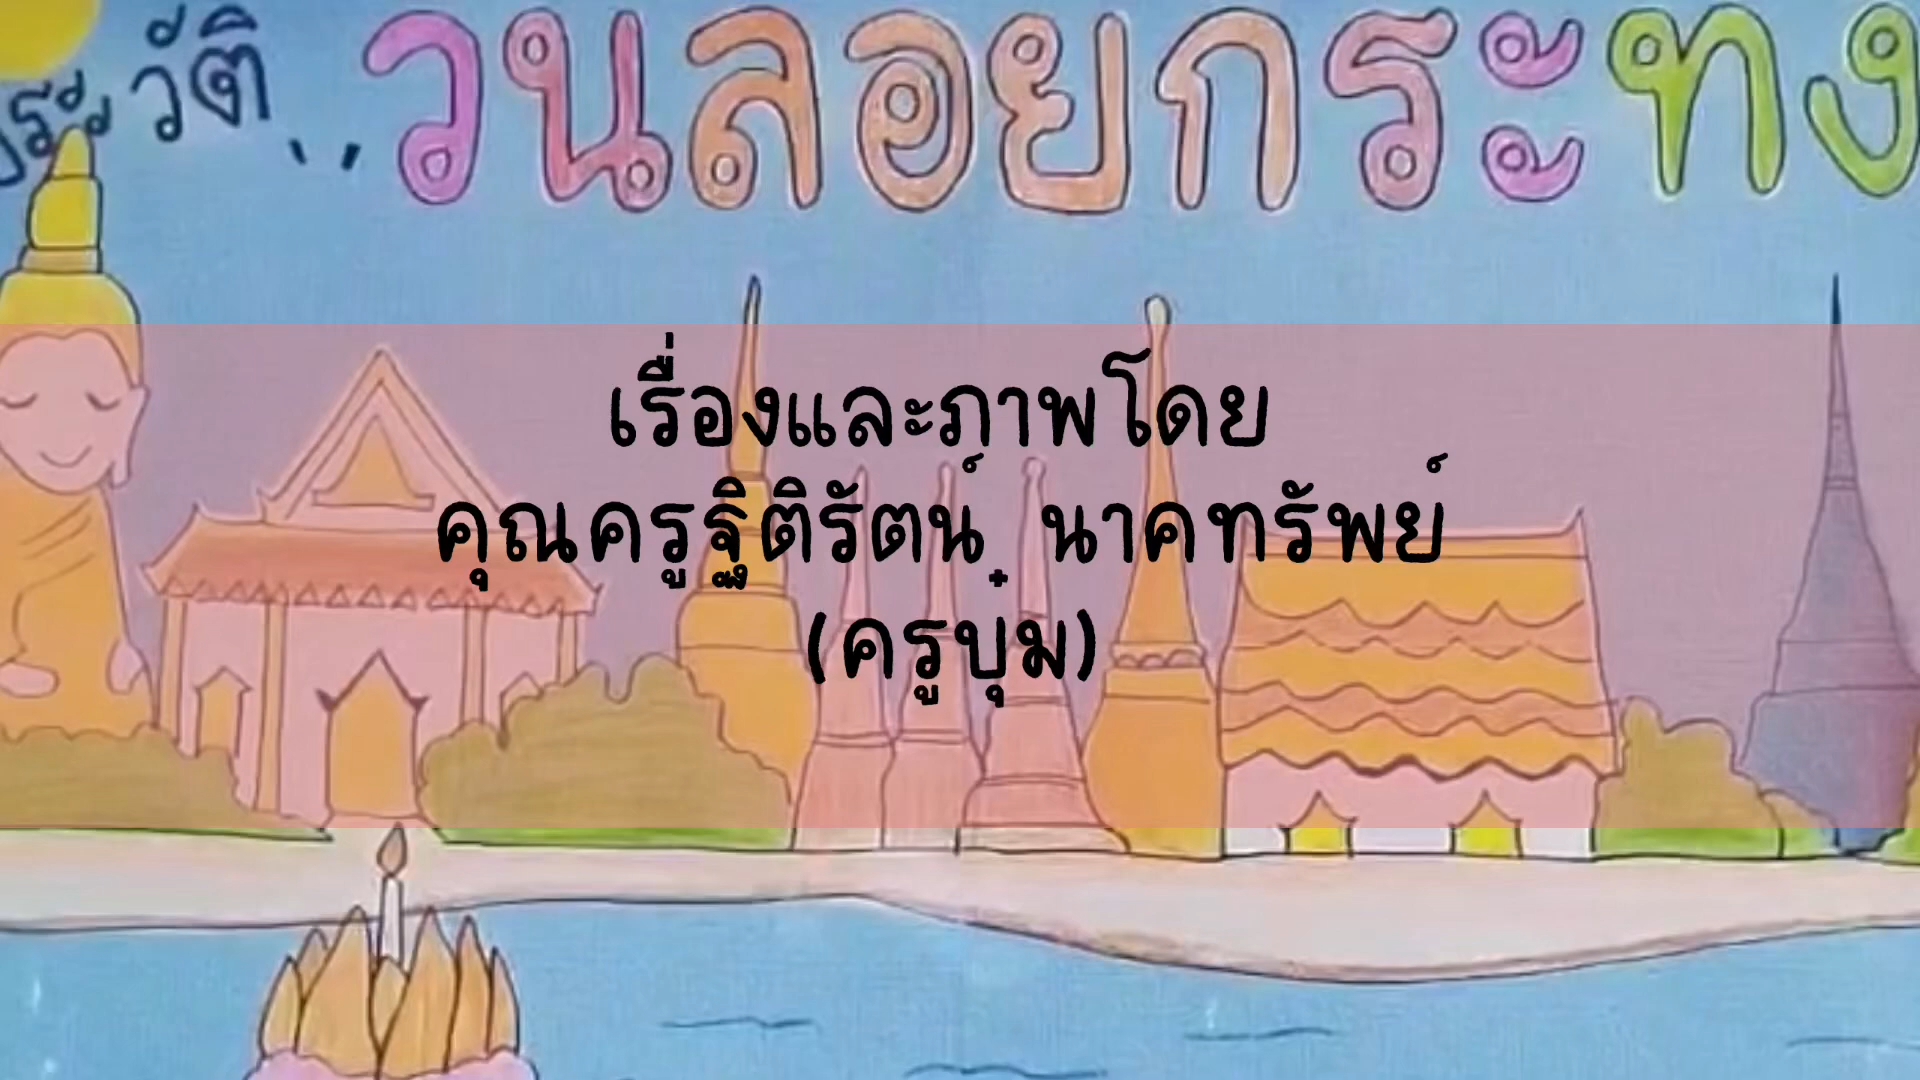 ประวัติ..วันลอยกระทง
เรื่องและภาพโดย
คุณครูฐิติรัตน์ นาคทรัพย์
(ครูบุ๋ม)